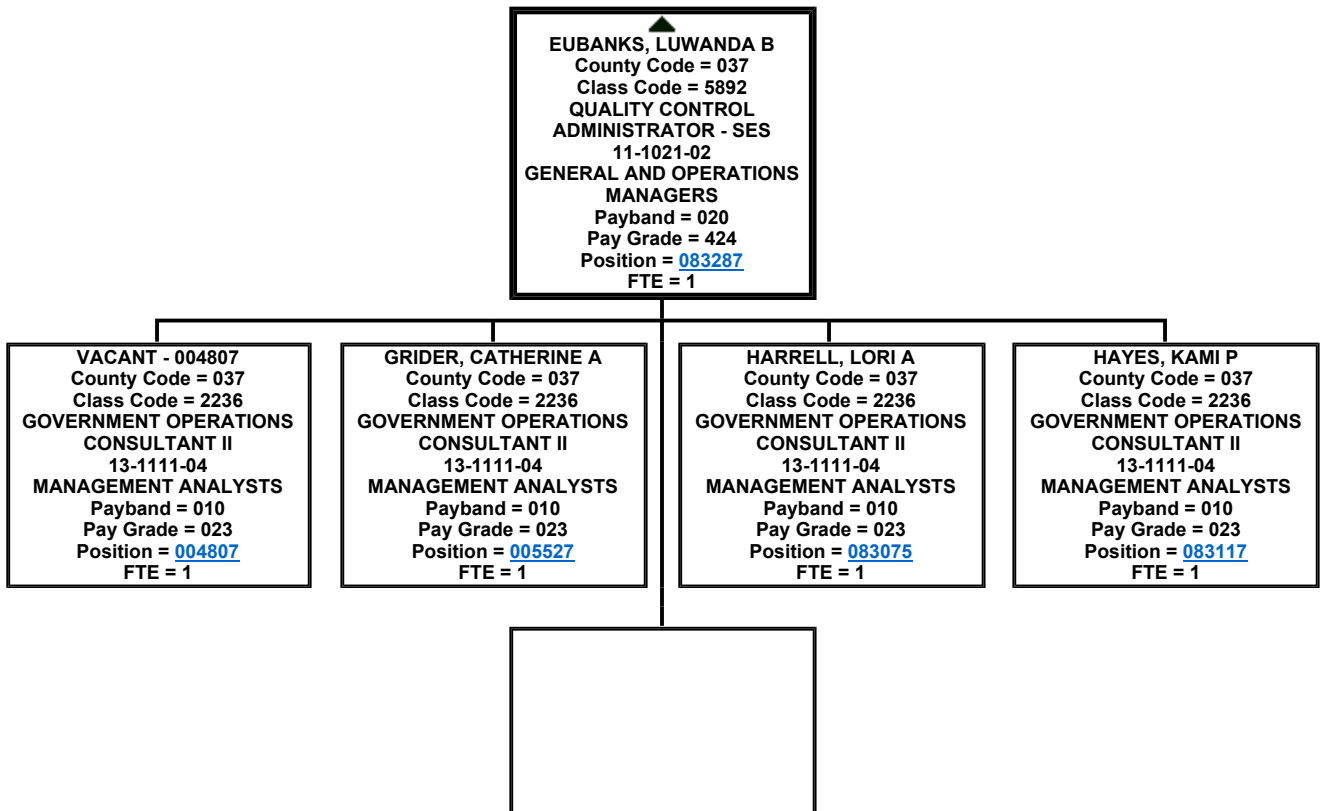 EUBANKS, LUWANDA B
County Code = 037
Class Code = 5892
QUALITY CONTROL
ADMINISTRATOR - SES
11-1021-02
GENERAL AND OPERATIONS
MANAGERS
Payband = 020
Pay Grade = 424
Position = 083287
FTE = 1
VACANT - 004807
County Code = 037
Class Code = 2236
GOVERNMENT OPERATIONS
CONSULTANT II
13-1111-04
MANAGEMENT ANALYSTS
Payband = 010
Pay Grade = 023
Position = 004807
FTE = 1
GRIDER, CATHERINE A
County Code = 037
Class Code = 2236
GOVERNMENT OPERATIONS
CONSULTANT II
13-1111-04
MANAGEMENT ANALYSTS
Payband = 010
Pay Grade = 023
Position = 005527
FTE = 1
HARRELL, LORI A
County Code = 037
Class Code = 2236
GOVERNMENT OPERATIONS
CONSULTANT II
13-1111-04
MANAGEMENT ANALYSTS
Payband = 010
Pay Grade = 023
Position = 083075
FTE = 1
HAYES, KAMI P
County Code = 037
Class Code = 2236
GOVERNMENT OPERATIONS
CONSULTANT II
13-1111-04
MANAGEMENT ANALYSTS
Payband = 010
Pay Grade = 023
Position = 083117
FTE = 1